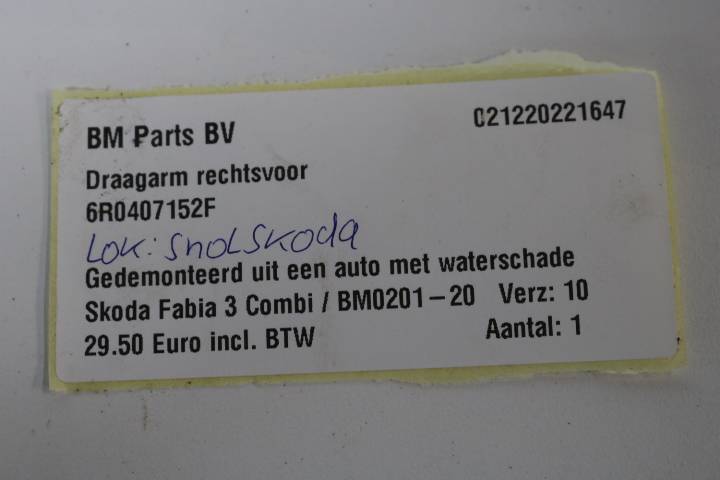 BM Parts BV 021220221647
Draagarm rechtsvoor
6R0407152F
LOK: SnolSkoda
Gedemonteerd uit een auto met waterschade
Skoda Fabia 3 Combi / BM0201-20 Verz: 10
29.50 Euro incl. BTW Aantal: 1